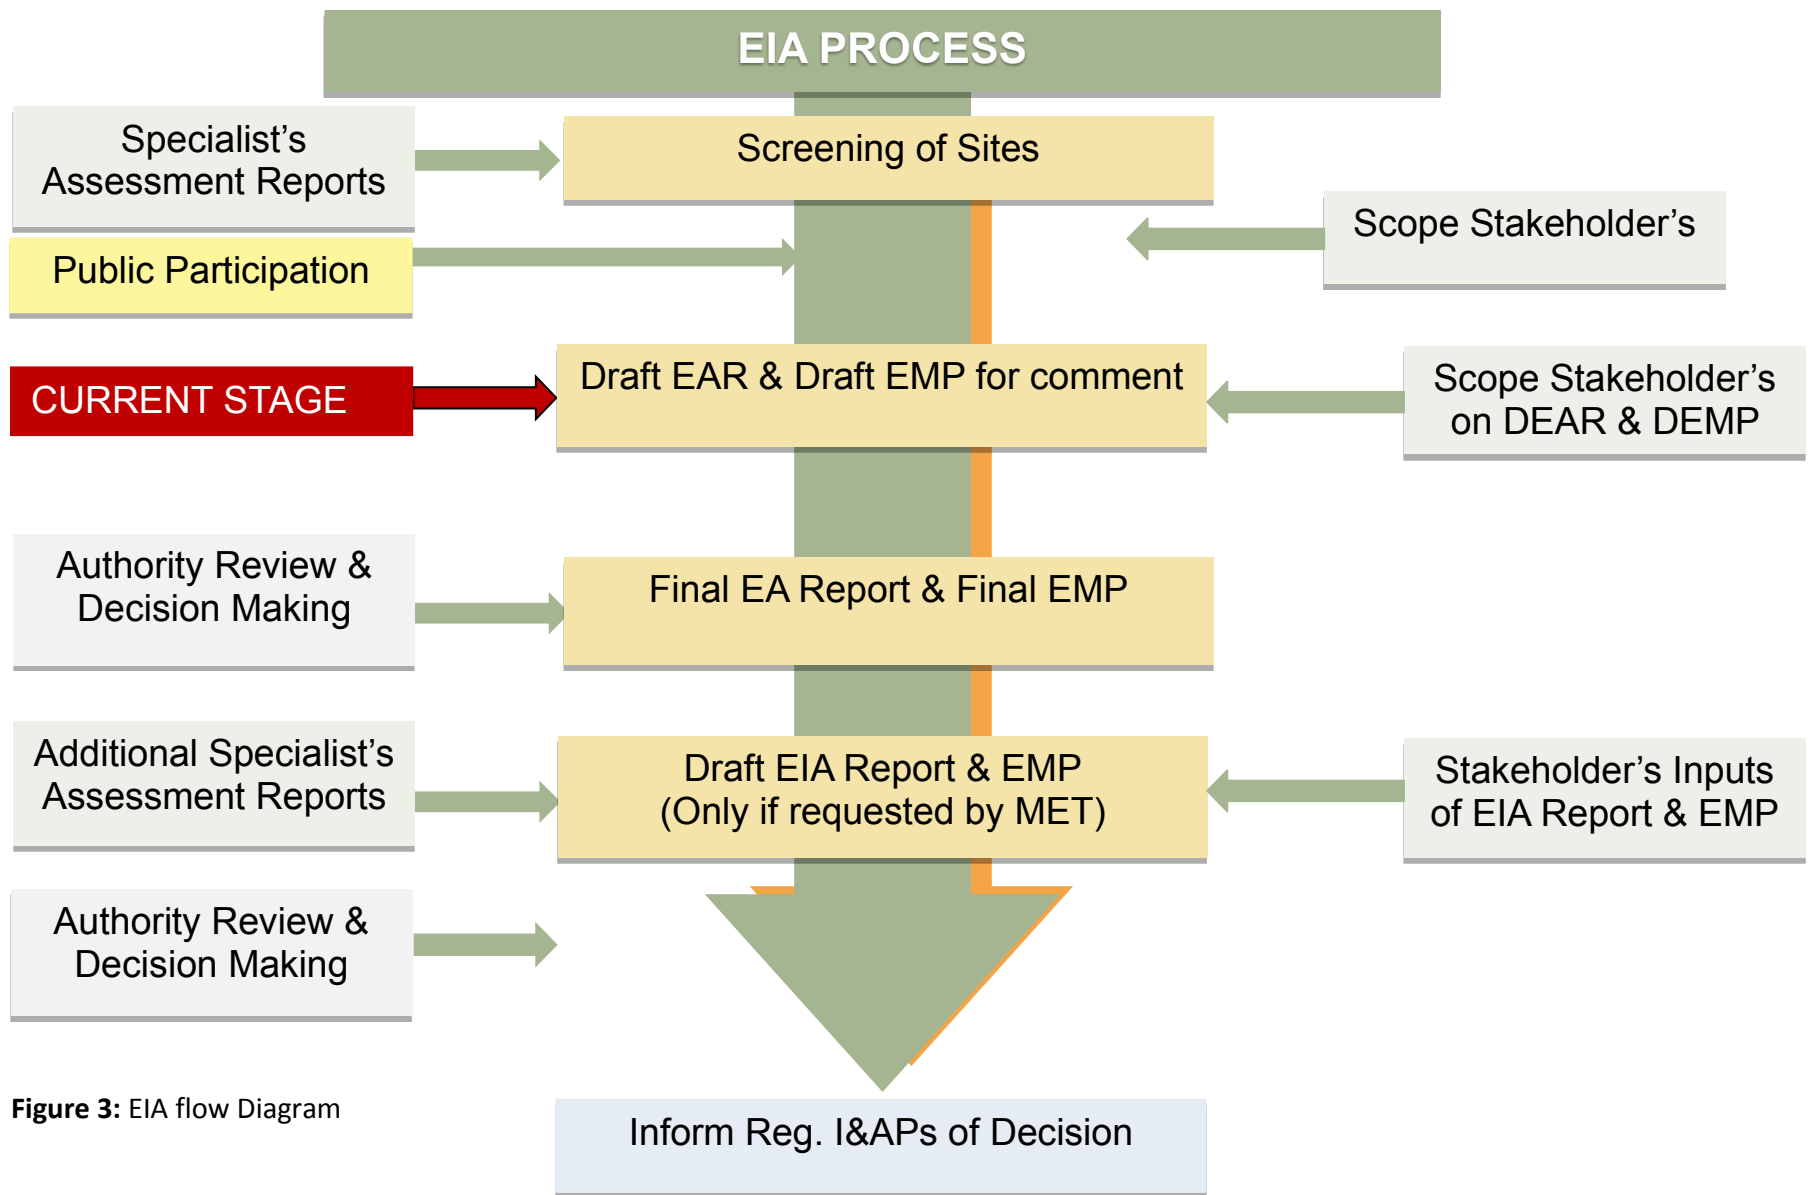 EIA PROCESS
Specialist's
Assessment Reports
Screening of Sites
Scope Stakeholder's
Public Participation
CURRENT STAGE
Draft EAR & Draft EMP for comment
Scope Stakeholder's
on DEAR & DEMP
Authority Review &
Decision Making
Final EA Report & Final EMP
Additional Specialist's
Assessment Reports
Draft EIA Report & EMP
(Only if requested by MET)
Stakeholder's Inputs
of EIA Report & EMP
Authority Review &
Decision Making
Figure 3: EIA flow Diagram
Inform Reg. I&APs of Decision